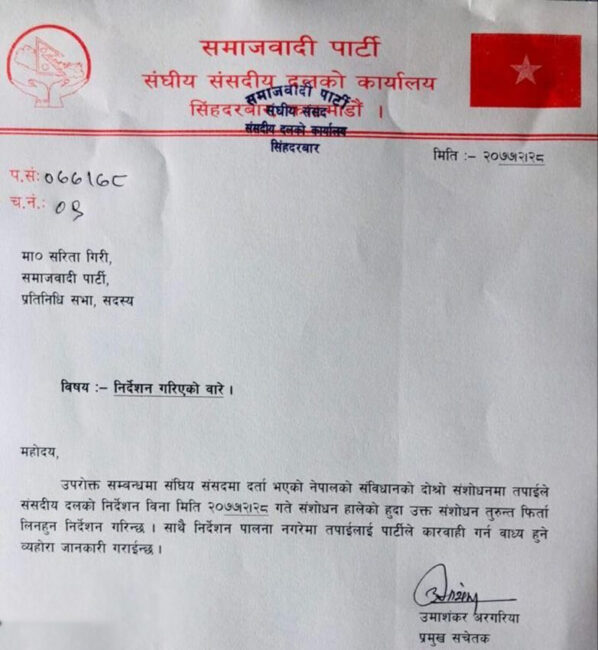 समाजवादी पार्टी
संघीय संसदीय दलको कार्यालय
सिंहदरबार
समाजवादी पार्टी
संघीय संसद
संसदीय दलको कार्यालय
सिंहदरबार
मिति :- २०७७।२।२८
प.सं: ०७६।७८
च.नं.: ०९
मा० सरिता गिरी,
समाजवादी पार्टी,
प्रतिनिधि सभा, सदस्य
विषय :- निर्देशन गरिएको वारे ।
महोदय,
उपरोक्त सम्बन्धमा संघिय संसदमा दर्ता भएको नेपालको संविधानको दोश्रो संशोधनमा तपाईले
संसदीय दलको निर्देशन विना मिति २०७७।२।२८ गते संशोधन हालेको हुदा उक्त संशोधन तुरुन्त फिर्ता
लिनहुन निर्देशन गरिन्छ । साथै निर्देशन पालना नगरेमा तपाईलाई पार्टीले कारवाही गर्न वाध्य हुने
व्यहोरा जानकारी गराईन्छ ।
उमाशंकर अरगरिया
प्रमुख सचेतक